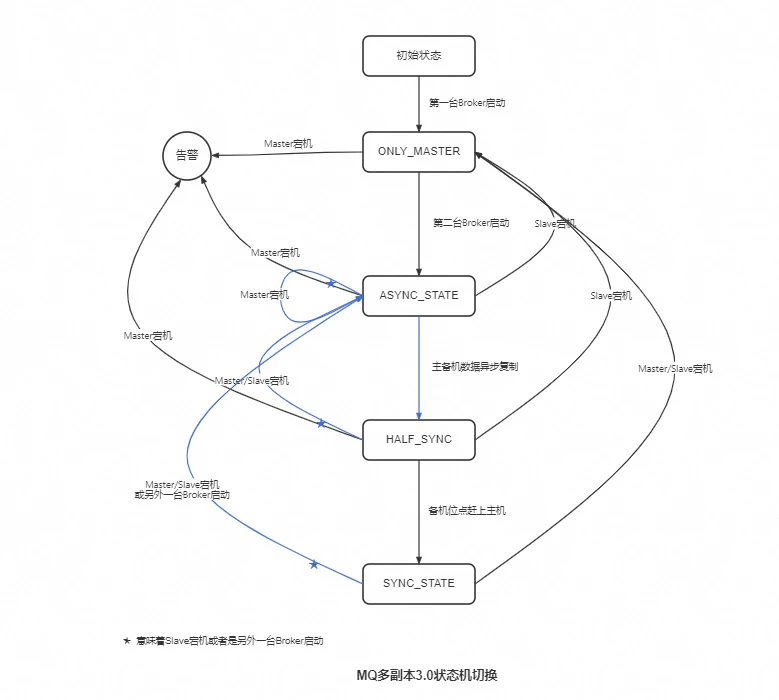 初始状态
第一台Broker启动
Master宕机
告警
ONLY_MASTER
第二台Broker启动
Slave宕机
Master宕机
Master宕机
ASYNC_STATE
Slave宕机
Master宕机
主备机数据异步复制
Master/Slave宕机
Master/Slave宕机
HALF_SYNC
Master/Slave宕机
或另外一台Broker启动
备机位点赶上主机
SYNC_STATE
★ 意味着Slave宕机或者是另外一台Broker启动
MQ多副本3.0状态机切换